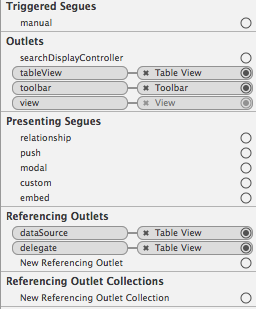 Triggered Segues
manual
Outlets
searchDisplayController
tableView Table View
toolbar Toolbar
view View
Presenting Segues
relationship
push
modal
custom
embed
Referencing Outlets
dataSource Table View
delegate Table View
New Referencing Outlet
Referencing Outlet Collections
New Referencing Outlet Collection